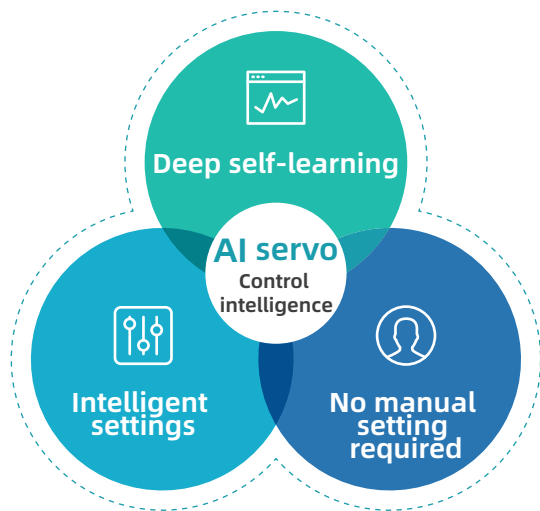 Deep self-learning
AI servo
Control
intelligence
Intelligent
settings
No manual
setting
required